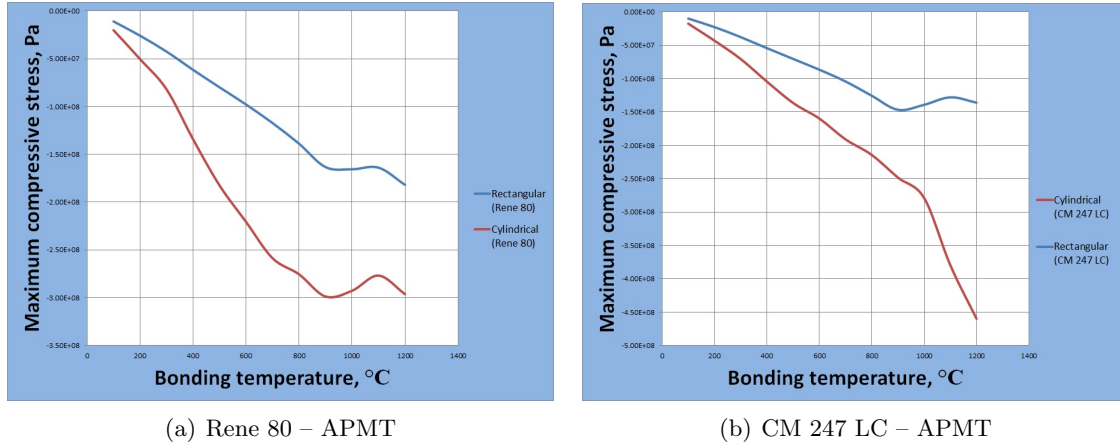 Maximum compressive stress, Pa
0.00E+00
-5.00E+07
-1.00E+08
-1.50E+08
-2.00E+08
-2.50E+08
-3.00E+08
-3.50E+08
0 200 400 600 800 1000 1200 1400
Bonding temperature, °C
Rectangular
(Rene 80)
Cylindrical
(Rene 80)
(a) Rene 80 – APMT
Maximum compressive stress, Pa
0.00E+00
-5.00E+07
-1.00E+08
-1.50E+08
-2.00E+08
-2.50E+08
-3.00E+08
-3.50E+08
-4.00E+08
-4.50E+08
-5.00E+08
0 200 400 600 800 1000 1200 1400
Bonding temperature, °C
Cylindrical
(CM 247 LC)
Rectangular
(CM 247 LC)
(b) CM 247 LC – APMT